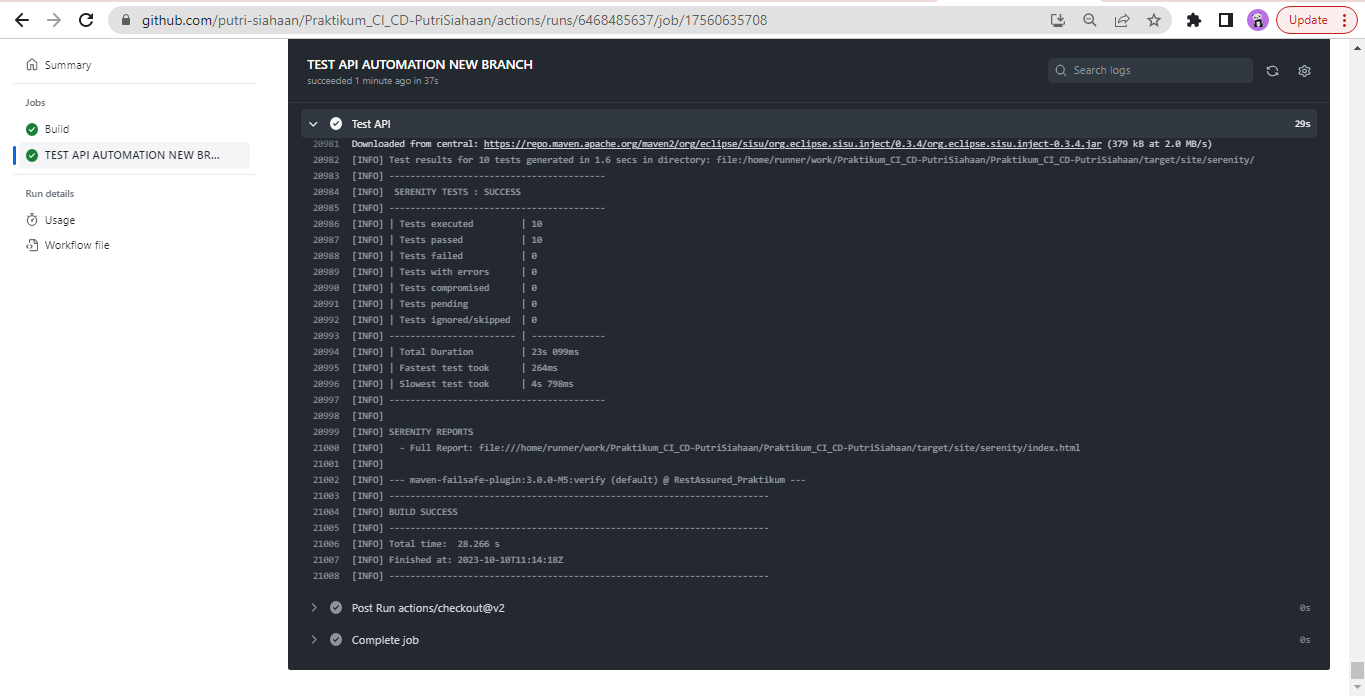 github.com/putri-siahaan/Praktikum_CI_CD-PutriSiahaan/actions/runs/6468485637/job/17560635708
Update
Summary
Jobs
Build
TEST API AUTOMATION NEW BR...
Run details
Usage
Workflow file
TEST API AUTOMATION NEW BRANCH
succeeded 1 minute ago in 37s
Search logs
Test API 29s
20981 Downloaded from central: https://repo.maven.apache.org/maven2/org/eclipse/sisu/org.eclipse.sisu.inject/0.3.4/org.eclipse.sisu.inject-0.3.4.jar (379 kB at 2.0 MB/s)
20982 [INFO] Test results for 10 tests generated in 1.6 secs in directory: file:/home/runner/work/Praktikum_CI_CD-PutriSiahaan/Praktikum_CI_CD-PutriSiahaan/target/site/serenity/
20983 [INFO] -----------------------------------------
20984 [INFO]  SERENITY TESTS : SUCCESS
20985 [INFO] -----------------------------------------
20986 [INFO] | Tests executed         | 10
20987 [INFO] | Tests passed           | 10
20988 [INFO] | Tests failed           | 0
20989 [INFO] | Tests with errors      | 0
20990 [INFO] | Tests compromised      | 0
20991 [INFO] | Tests pending          | 0
20992 [INFO] | Tests ignored/skipped  | 0
20993 [INFO] ------------------------ | --------------
20994 [INFO] | Total Duration         | 23s 099ms
20995 [INFO] | Fastest test took      | 264ms
20996 [INFO] | Slowest test took      | 4s 798ms
20997 [INFO] -----------------------------------------
20998 [INFO]
20999 [INFO] SERENITY REPORTS
21000 [INFO]   - Full Report: file:///home/runner/work/Praktikum_CI_CD-PutriSiahaan/Praktikum_CI_CD-PutriSiahaan/target/site/serenity/index.html
21001 [INFO]
21002 [INFO] --- maven-failsafe-plugin:3.0.0-M5:verify (default) @ RestAssured_Praktikum ---
21003 [INFO] ------------------------------------------------------------------------
21004 [INFO] BUILD SUCCESS
21005 [INFO] ------------------------------------------------------------------------
21006 [INFO] Total time:  28.266 s
21007 [INFO] Finished at: 2023-10-10T11:14:18Z
21008 [INFO] ------------------------------------------------------------------------
Post Run actions/checkout@v2 0s
Complete job 0s